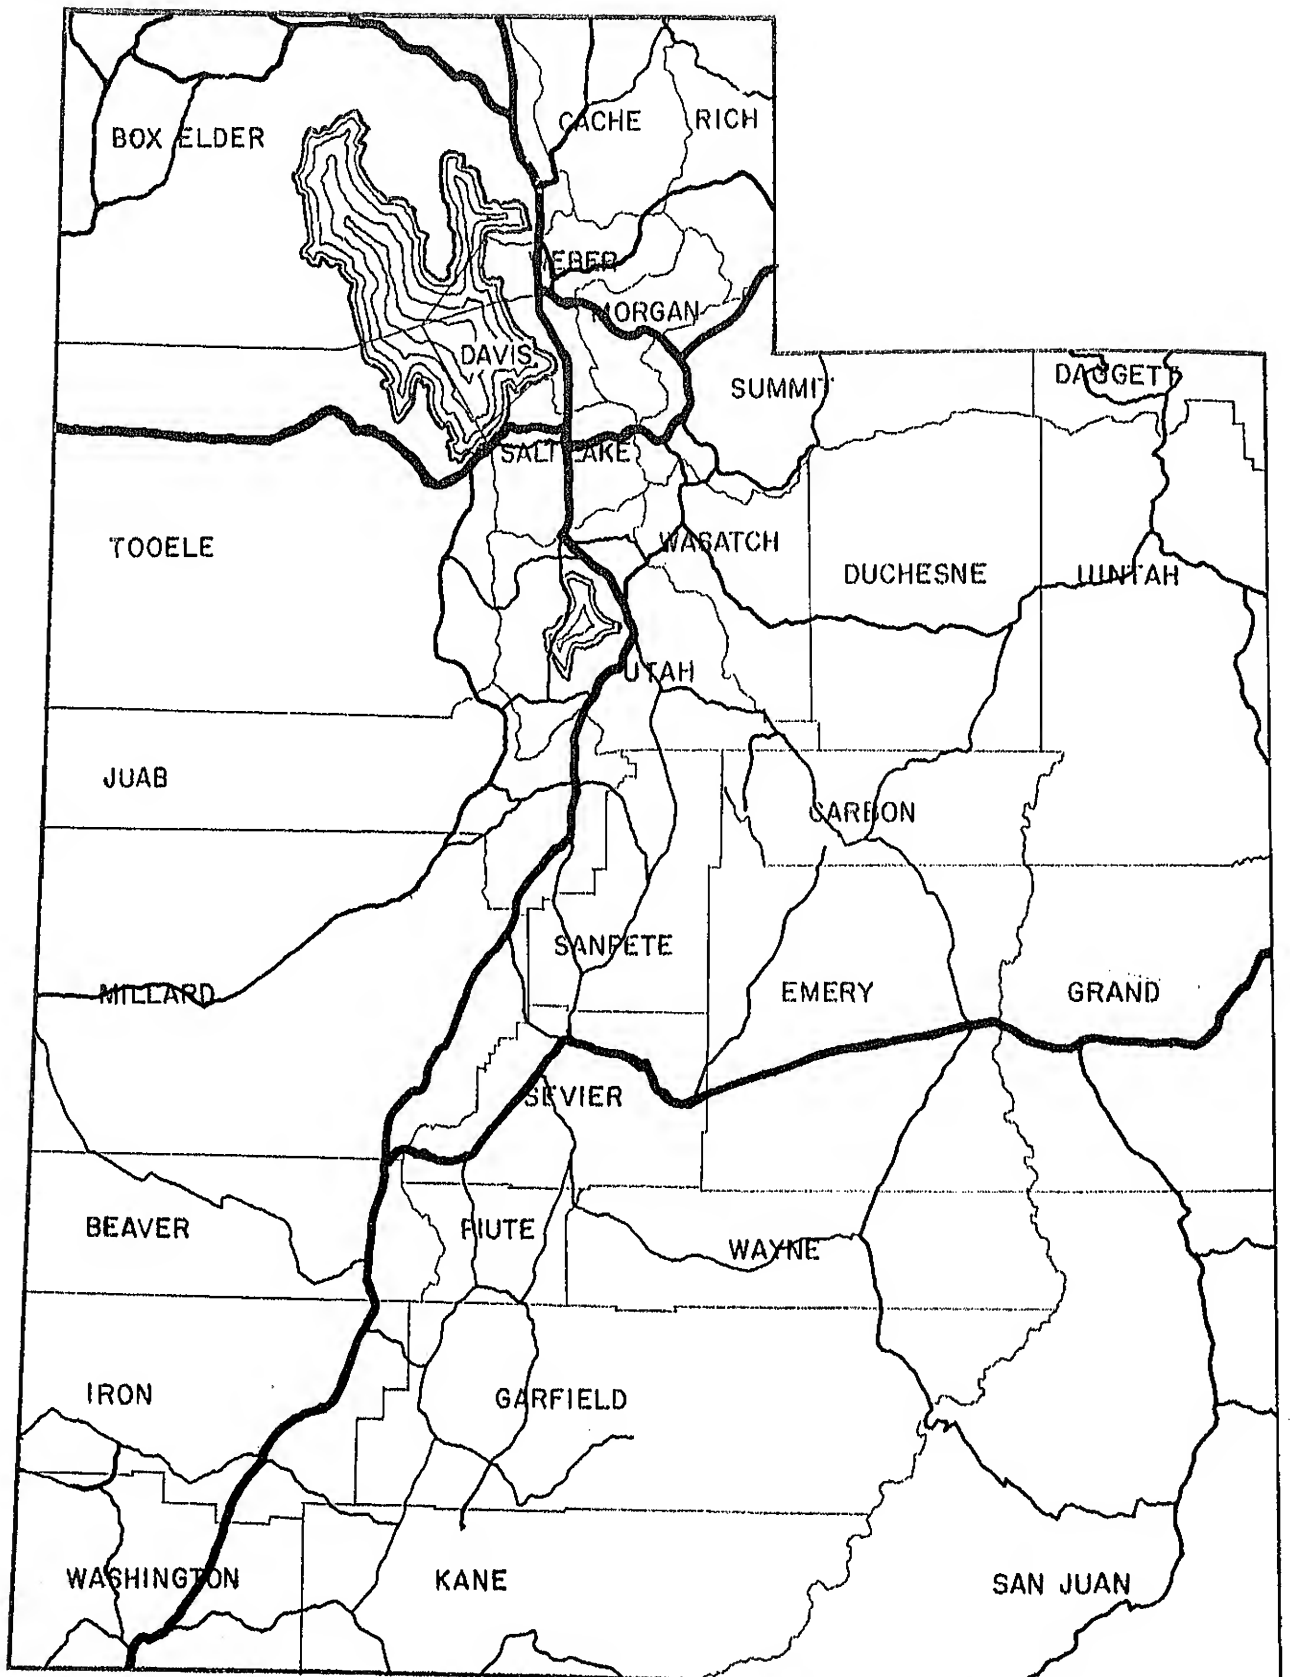 CACHE
RICH
BOX ELDER
WEBER
MORGAN
DAVIS
SUMMIT
DAGGETT
SALT LAKE
TOOELE
WASATCH
DUCHESNE
UINTAH
UTAH
JUAB
CARBON
SANPETE
MILLARD
EMERY
GRAND
SEVIER
BEAVER
PIUTE
WAYNE
IRON
GARFIELD
WASHINGTON
KANE
SAN JUAN